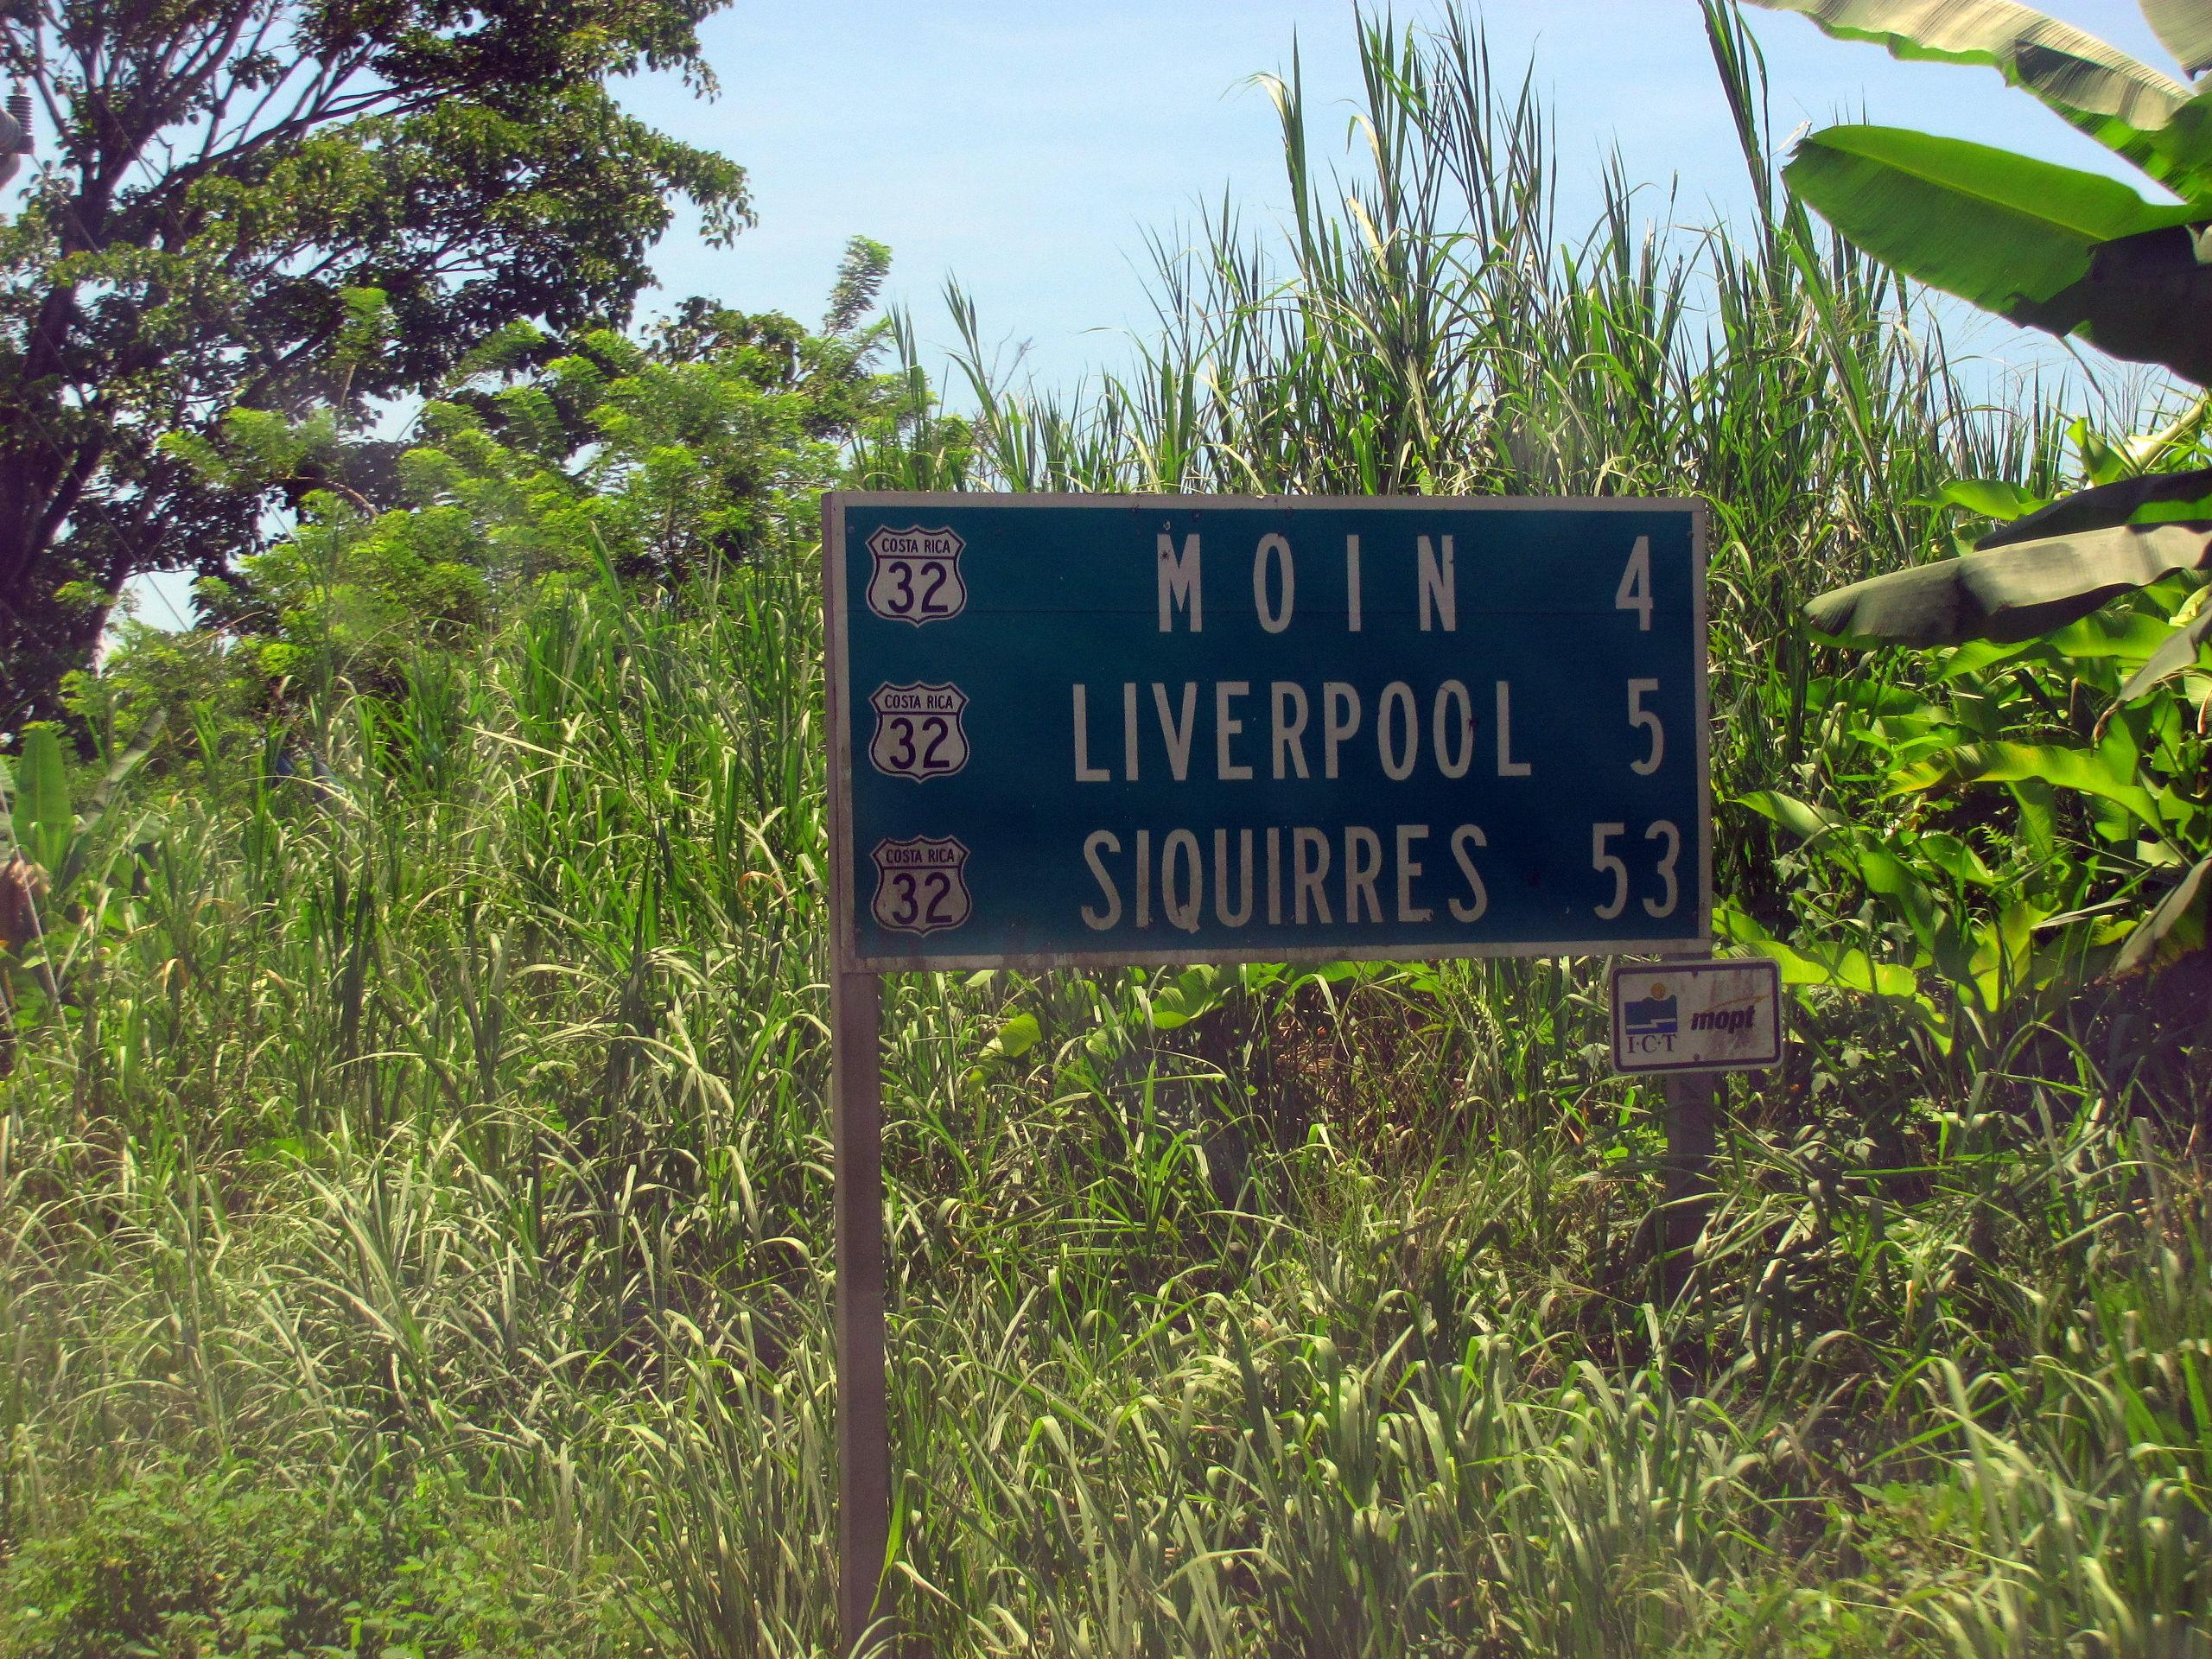 COSTA RICA
32 MOIN 4
COSTA RICA
32 LIVERPOOL 5
COSTA RICA
32 SIQUIRRES 53
I·C·T mopt